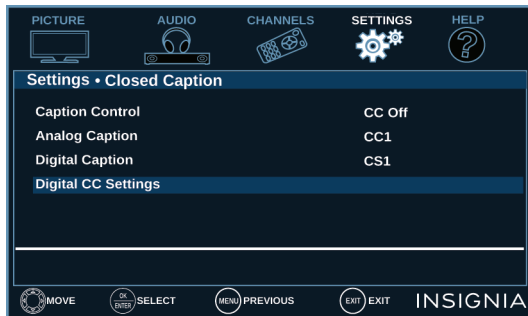 PICTURE AUDIO CHANNELS SETTINGS HELP
?
Settings • Closed Caption
Caption Control CC Off
Analog Caption CC1
Digital Caption CS1
Digital CC Settings
MOVE OK ENTER SELECT MENU PREVIOUS EXIT EXIT INSIGNIA